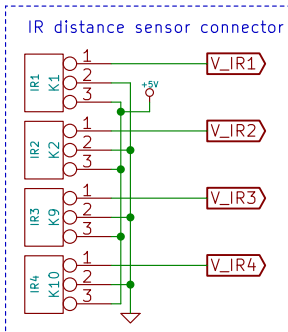 IR distance sensor connector
IR1
K1
1
2
3
+5V
V_IR1
IR2
K2
1
2
3
V_IR2
IR3
K9
1
2
3
V_IR3
IR4
K10
1
2
3
V_IR4